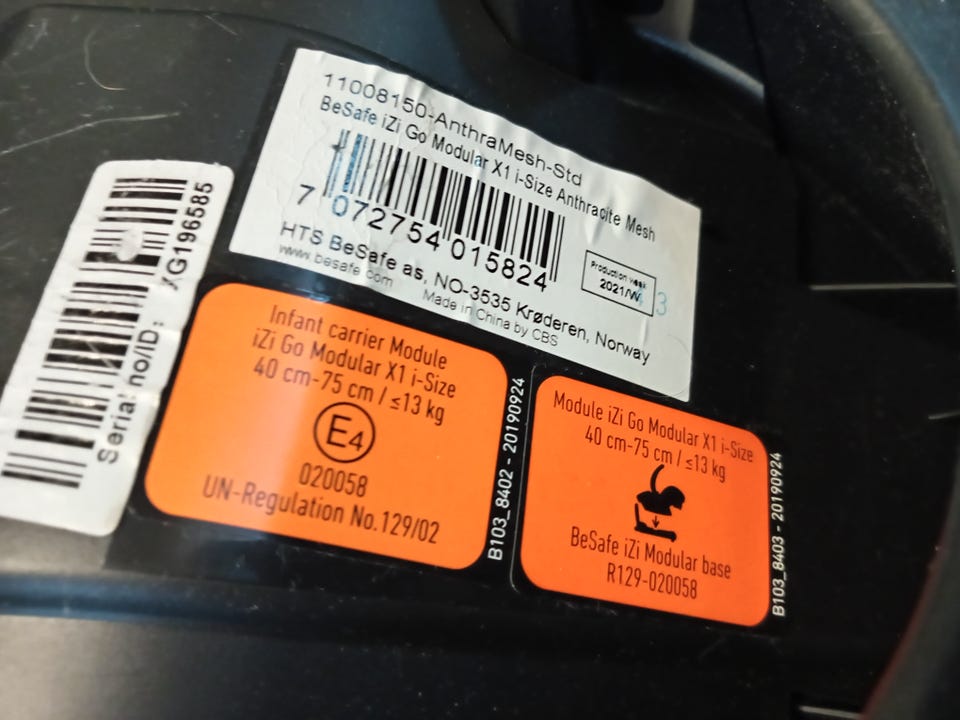 11008150-AnthraMesh-Std
BeSafe iZi Go Modular X1 i-Size Anthracite Mesh
7 072754 015824
HTS BeSafe as, NO-3535 Krøderen, Norway
www.besafe.com
Made in China by CBS
Production week
Serial no/ID:
Infant carrier Module
iZi Go Modular X1 i-Size
40 cm-75 cm / ≤13 kg
E4
020058
UN-Regulation No.129/02
B103_8402 - 20190924
Module iZi Go Modular X1 i-Size
40 cm-75 cm / ≤13 kg
BeSafe iZi Modular base
R129-020058
B103_8403 - 20190924